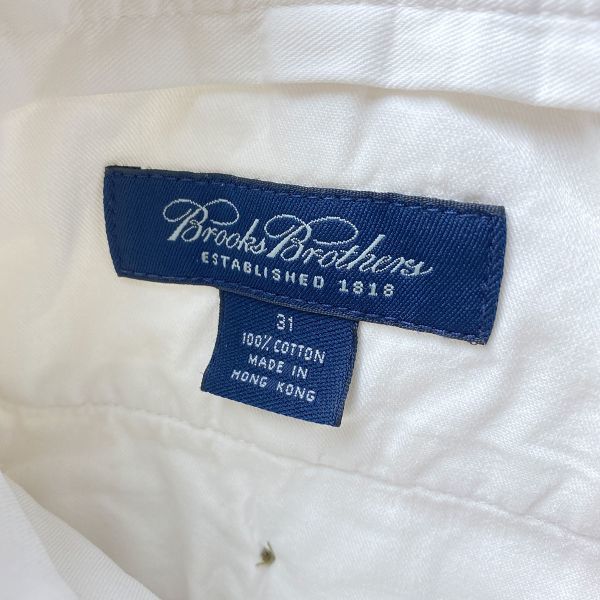 Brooks Brothers
ESTABLISHED 1818
31
100% COTTON
MADE IN
HONG KONG